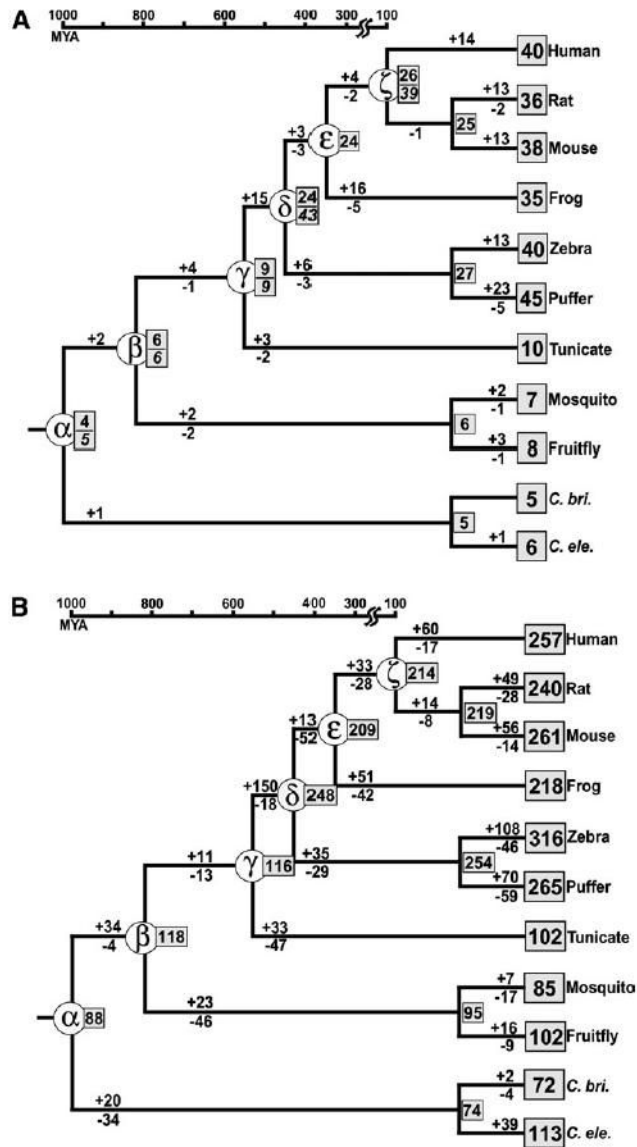 A
1000 800 600 400 300 100
MYA
+14
40 Human
+4
-2
ζ 26
39
+13
-2
36 Rat
-1
25
+13
38 Mouse
+3
-3
ε 24
+16
-5
35 Frog
+15
δ 24
43
+13
40 Zebra
+6
-3
27
+23
-5
45 Puffer
+4
-1
γ 9
9
+3
-2
10 Tunicate
+2
β 6
6
+2
-1
7 Mosquito
+2
-2
6
+3
-1
8 Fruitfly
α 4
5
5 C. bri.
+1
5
+1
6 C. ele.
B
1000 800 600 400 300 100
MYA
+60
-17
257 Human
+33
-28
ζ 214
+49
-28
240 Rat
+14
-8
219
+56
-14
261 Mouse
+13
-52
ε 209
+51
-42
218 Frog
+150
-18
δ 248
+108
-46
316 Zebra
+35
-29
254
+70
-59
265 Puffer
+11
-13
γ 116
+33
-47
102 Tunicate
+34
-4
β 118
+7
-17
85 Mosquito
+23
-46
95
+16
-9
102 Fruitfly
α 88
+2
-4
72 C. bri.
+20
-34
74
+39
113 C. ele.